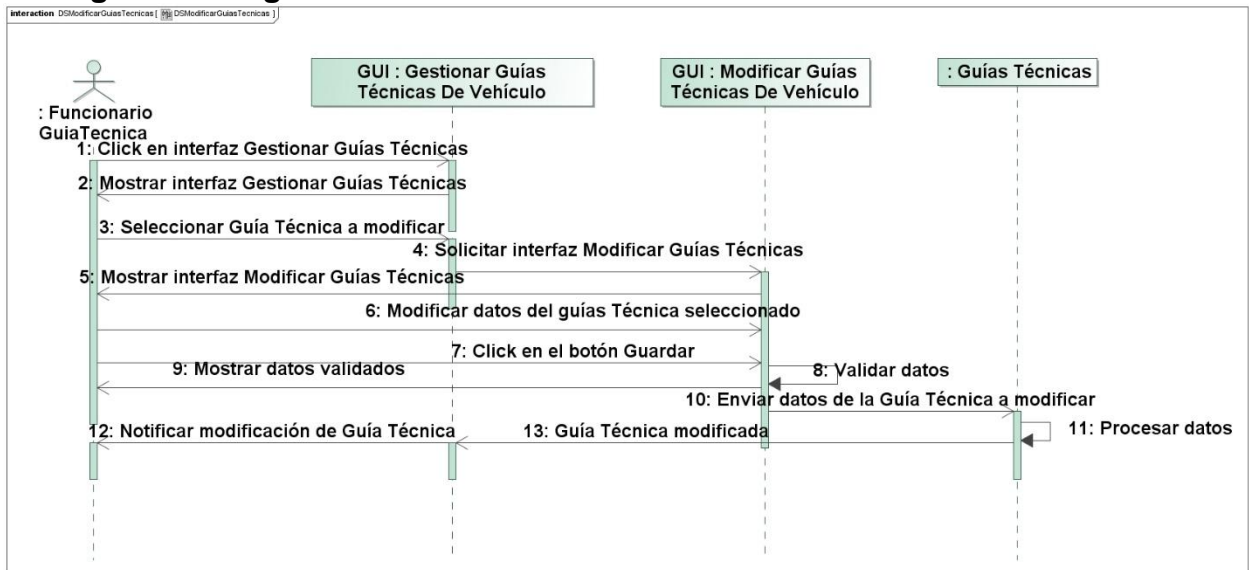 interaction DSModificarGuiasTecnicas [ DSModificarGuiasTecnicas ]
: Funcionario
GuiaTecnica
GUI : Gestionar Guías
Técnicas De Vehículo
GUI : Modificar Guías
Técnicas De Vehículo
: Guías Técnicas
1: Click en interfaz Gestionar Guías Técnicas
2: Mostrar interfaz Gestionar Guías Técnicas
3: Seleccionar Guía Técnica a modificar
4: Solicitar interfaz Modificar Guías Técnicas
5: Mostrar interfaz Modificar Guías Técnicas
6: Modificar datos del guías Técnica seleccionado
7: Click en el botón Guardar
8: Validar datos
9: Mostrar datos validados
10: Enviar datos de la Guía Técnica a modificar
11: Procesar datos
12: Notificar modificación de Guía Técnica
13: Guía Técnica modificada